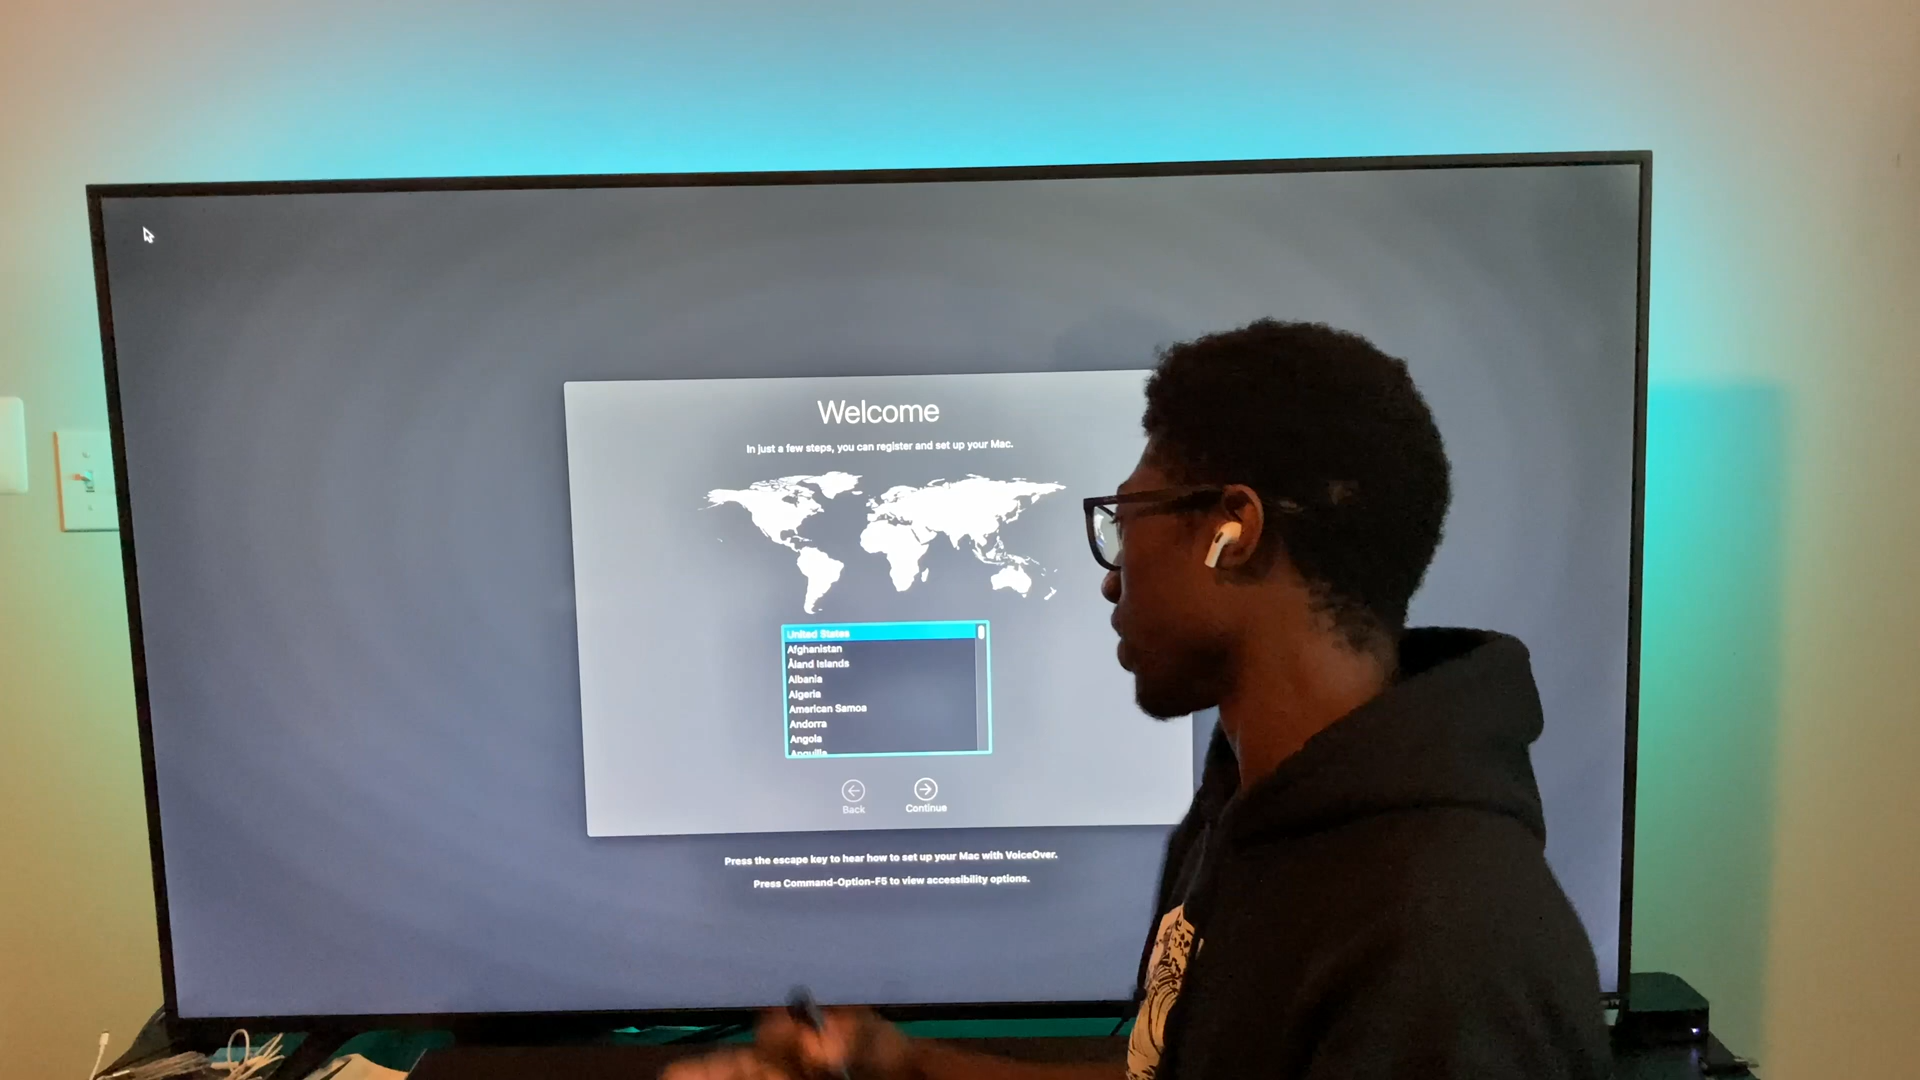 Welcome
In just a few steps, you can register and set up your Mac.
United States
Afghanistan
Åland Islands
Albania
Algeria
American Samoa
Andorra
Angola
Anguilla
Back
Continue
Press the escape key to hear how to set up your Mac with VoiceOver.
Press Command-Option-F5 to view accessibility options.